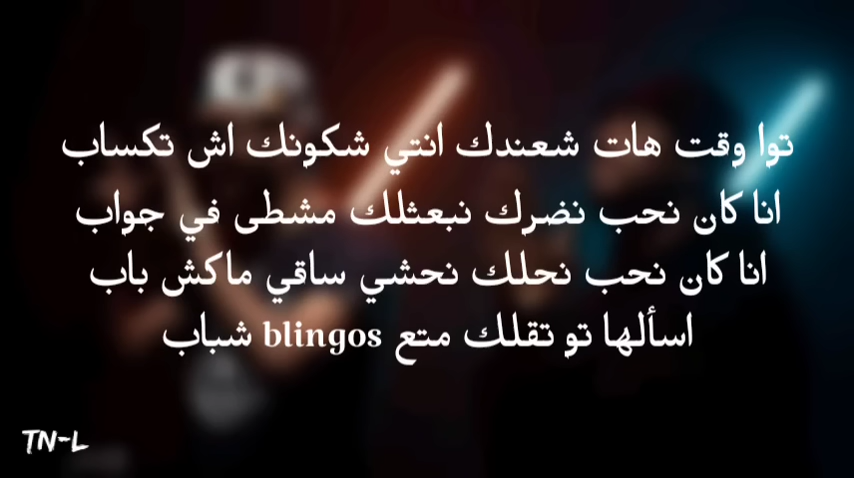 توا وقت هات شعندك انتي شكونك اش تكساب
انا كان نحب نضرك نبعثلك مشطى في جواب
انا كان نحب نحلك نحشي ساقي ماكش باب
اسألها تو تقلك متع blingos شباب
TN-L